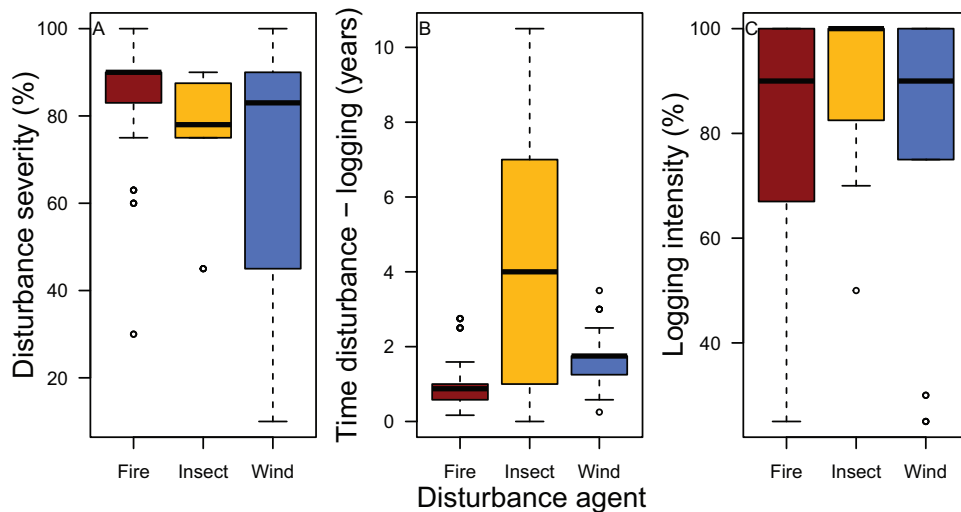 A
Disturbance severity (%)
100
80
60
40
20
Fire Insect Wind
B
Time disturbance − logging (years)
10
8
6
4
2
0
Fire Insect Wind
Disturbance agent
C
Logging intensity (%)
100
80
60
40
Fire Insect Wind